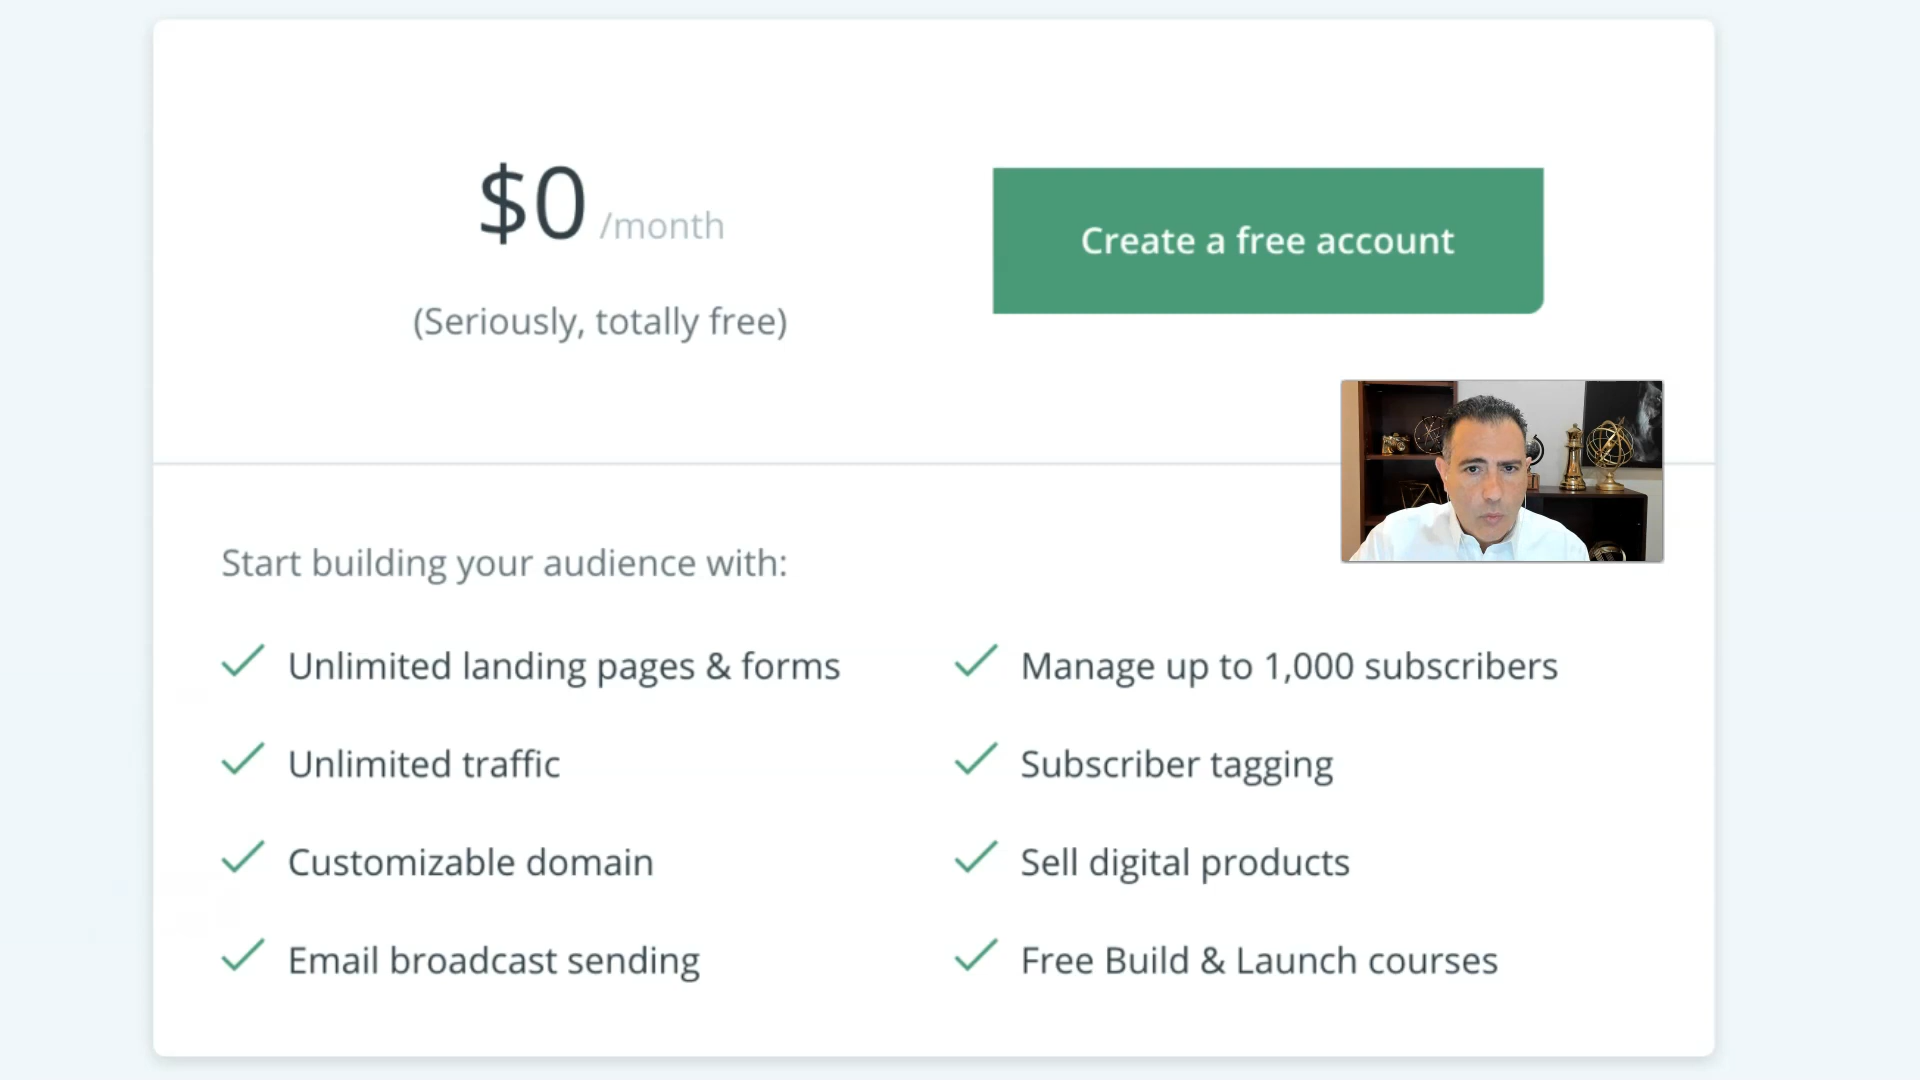 $0 /month
Create a free account
(Seriously, totally free)
Start building your audience with:
Unlimited landing pages & forms
Manage up to 1,000 subscribers
Unlimited traffic
Subscriber tagging
Customizable domain
Sell digital products
Email broadcast sending
Free Build & Launch courses